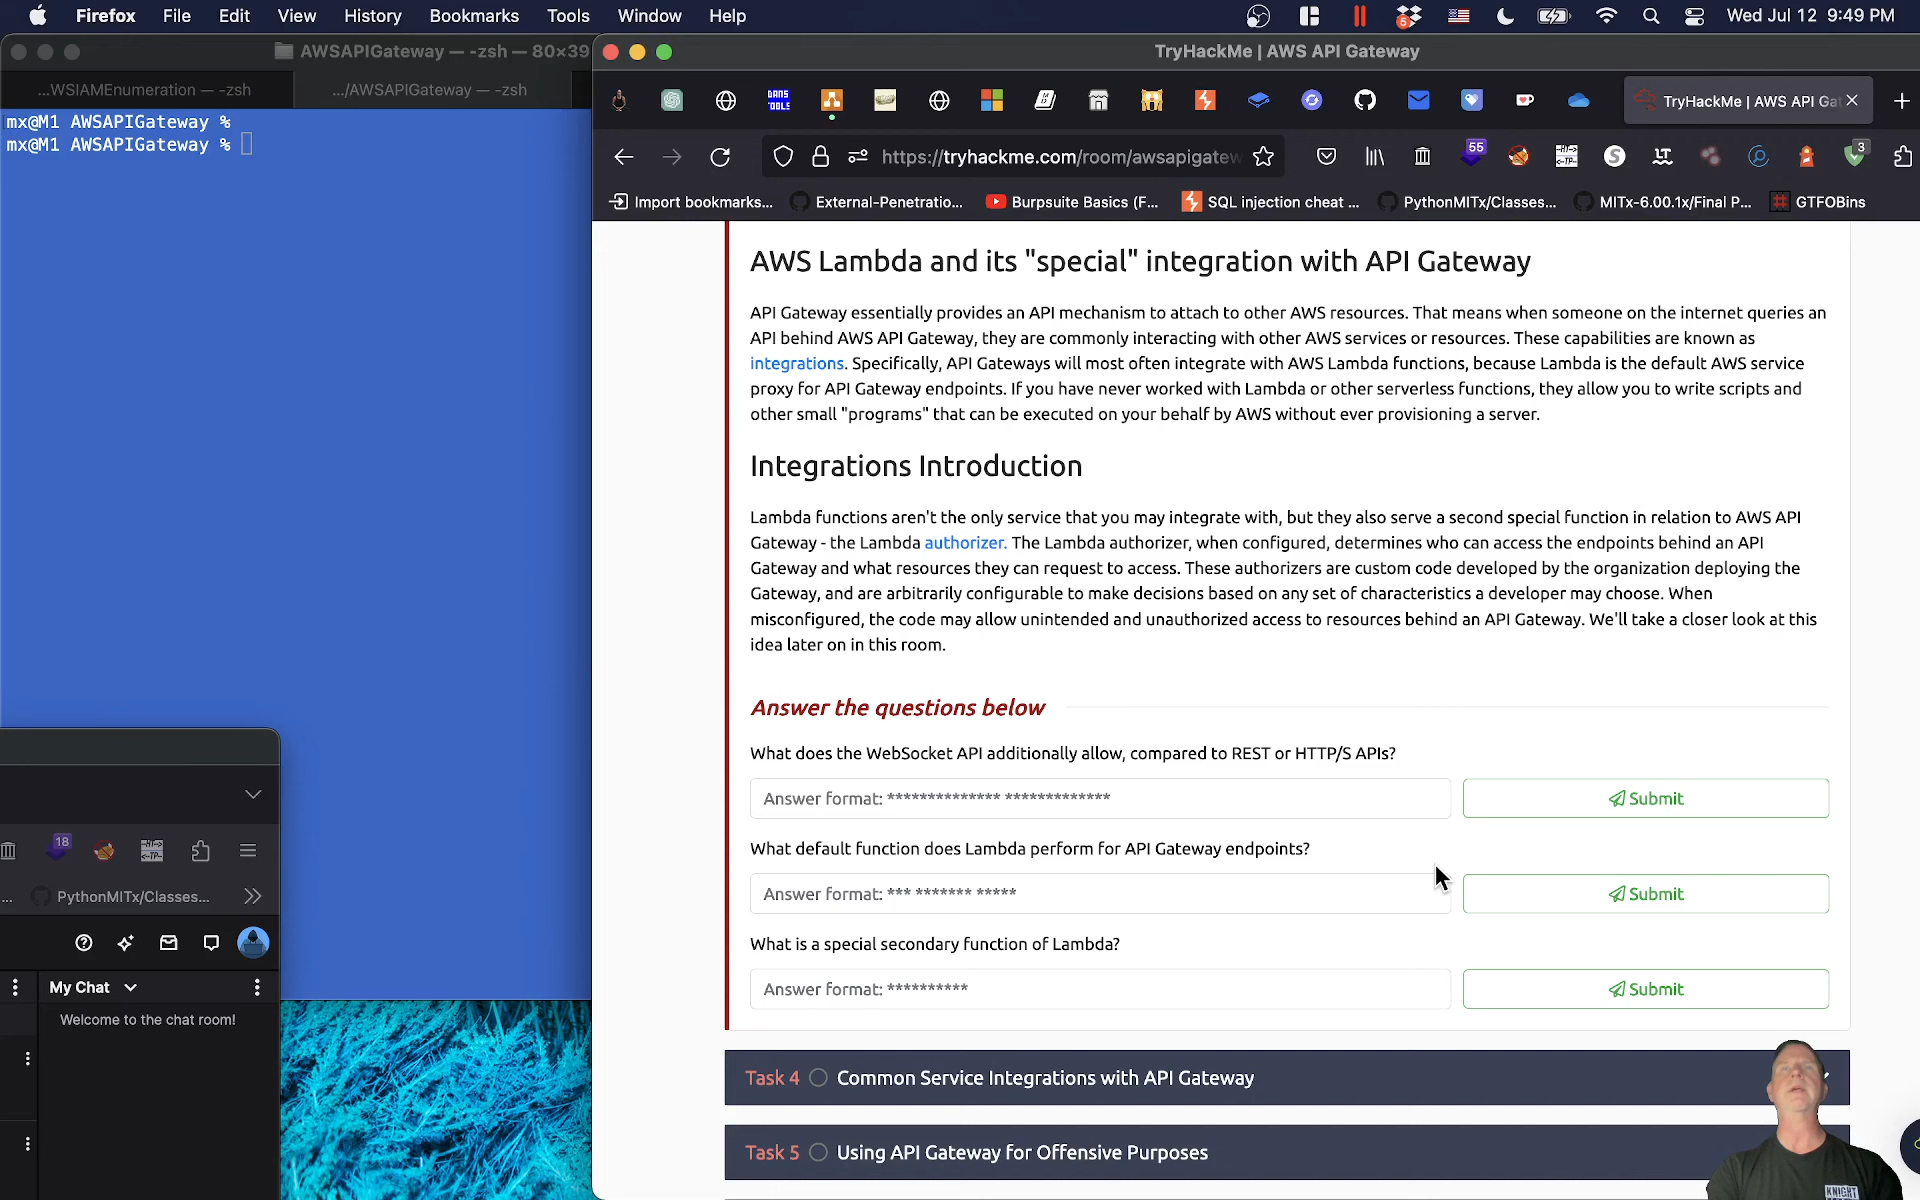 Firefox File Edit View History Bookmarks Tools Window Help
5
Wed Jul 12 9:49 PM
AWSAPIGateway — -zsh — 80×39
...WSIAMEnumeration — -zsh
.../AWSAPIGateway — -zsh
mx@M1 AWSAPIGateway %
mx@M1 AWSAPIGateway %
TryHackMe | AWS API Gateway
DANS TOOLS
TryHackMe | AWS API Gat
https://tryhackme.com/room/awsapigatew
55
3
Import bookmarks...
External-Penetratio...
Burpsuite Basics (F...
SQL injection cheat ...
PythonMITx/Classes...
MITx-6.00.1x/Final P...
GTFOBins
AWS Lambda and its "special" integration with API Gateway
API Gateway essentially provides an API mechanism to attach to other AWS resources. That means when someone on the internet queries an
API behind AWS API Gateway, they are commonly interacting with other AWS services or resources. These capabilities are known as
integrations. Specifically, API Gateways will most often integrate with AWS Lambda functions, because Lambda is the default AWS service
proxy for API Gateway endpoints. If you have never worked with Lambda or other serverless functions, they allow you to write scripts and
other small "programs" that can be executed on your behalf by AWS without ever provisioning a server.
Integrations Introduction
Lambda functions aren't the only service that you may integrate with, but they also serve a second special function in relation to AWS API
Gateway - the Lambda authorizer. The Lambda authorizer, when configured, determines who can access the endpoints behind an API
Gateway and what resources they can request to access. These authorizers are custom code developed by the organization deploying the
Gateway, and are arbitrarily configurable to make decisions based on any set of characteristics a developer may choose. When
misconfigured, the code may allow unintended and unauthorized access to resources behind an API Gateway. We'll take a closer look at this
idea later on in this room.
Answer the questions below
What does the WebSocket API additionally allow, compared to REST or HTTP/S APIs?
Answer format: ************** *************
Submit
What default function does Lambda perform for API Gateway endpoints?
Answer format: *** ******* *****
Submit
What is a special secondary function of Lambda?
Answer format: **********
Submit
Task 4 Common Service Integrations with API Gateway
Task 5 Using API Gateway for Offensive Purposes
18
... PythonMITx/Classes...
My Chat
Welcome to the chat room!
KNIGHT